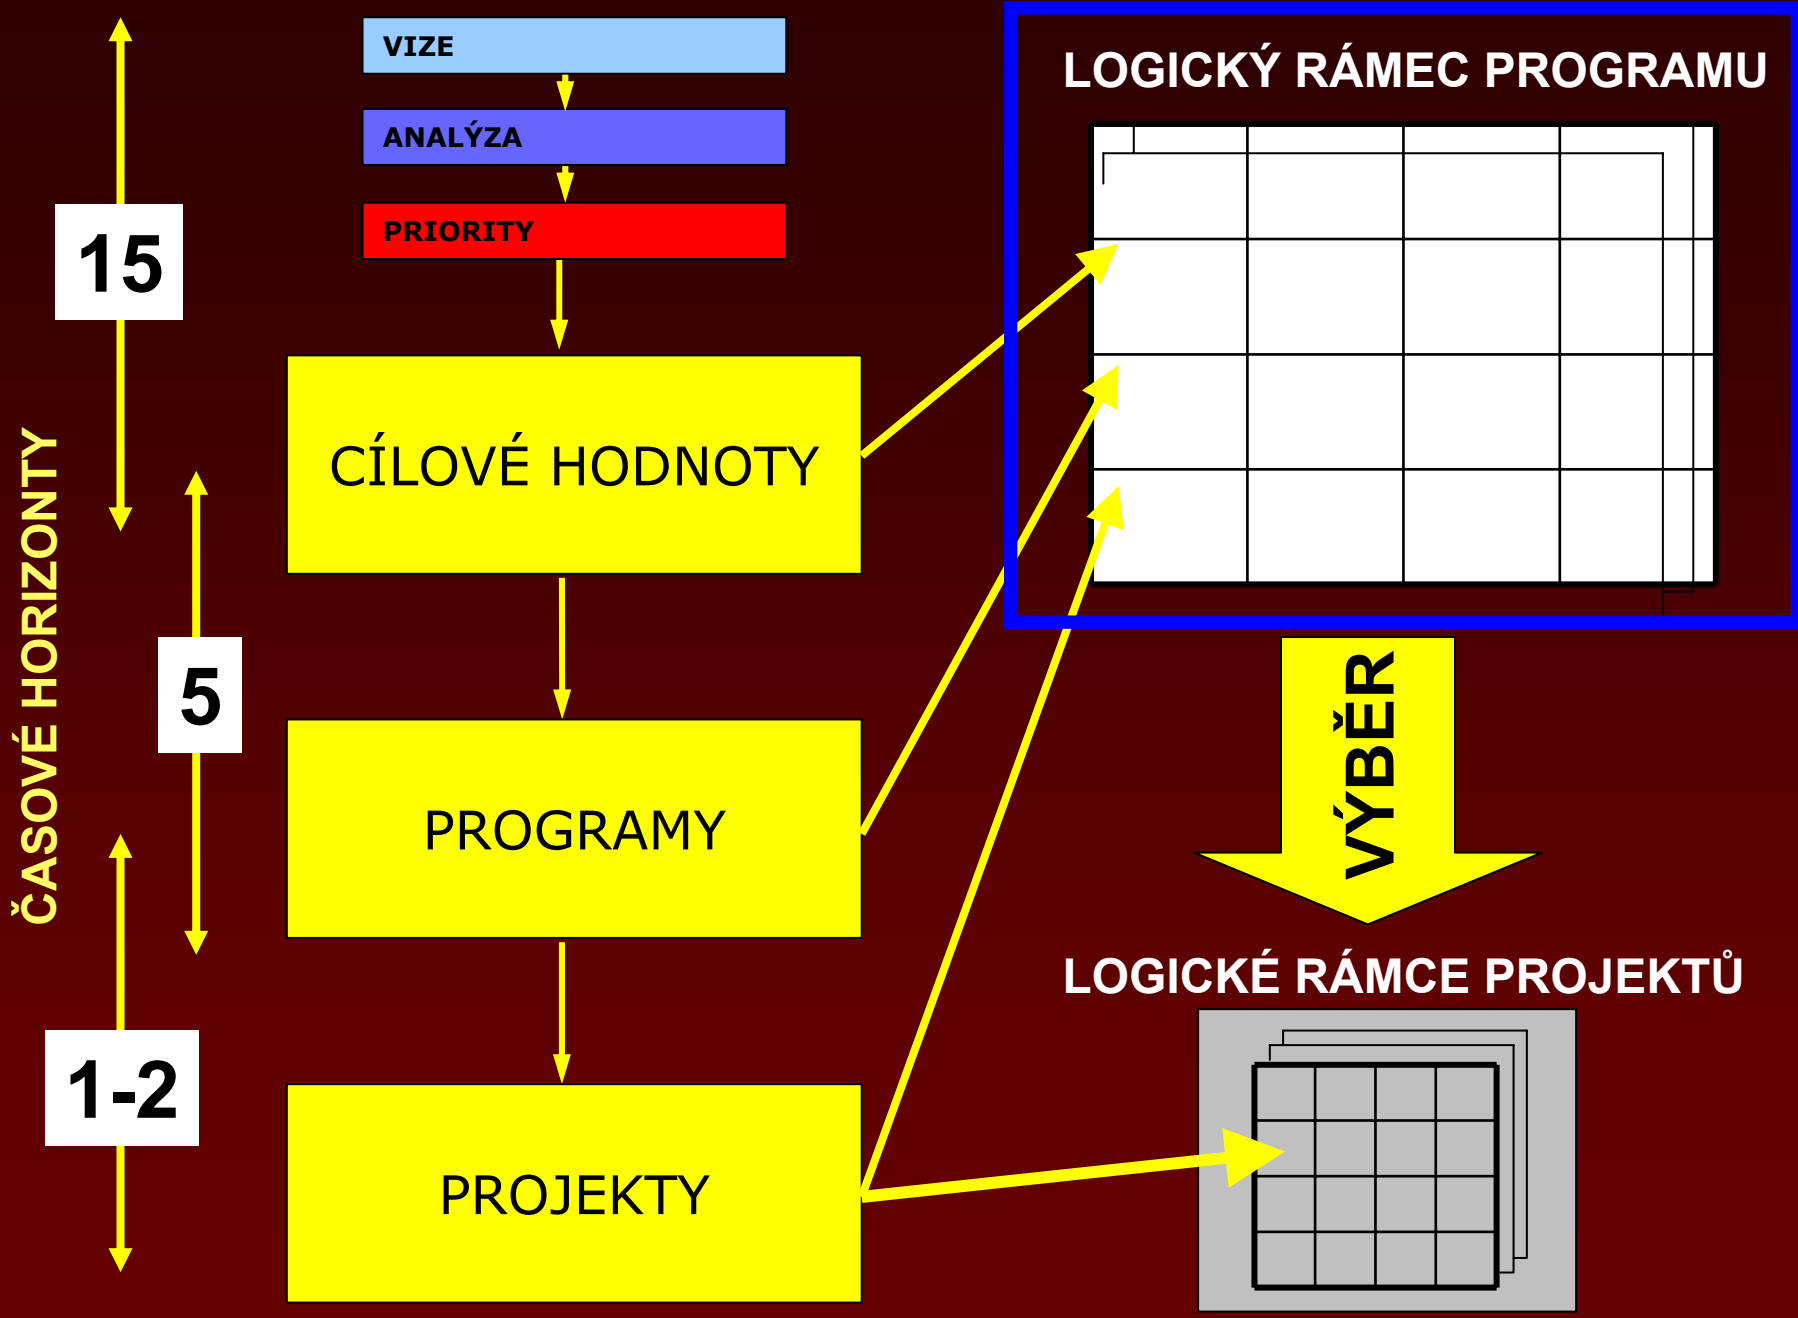 VIZE
ANALÝZA
PRIORITY
CÍLOVÉ HODNOTY
PROGRAMY
PROJEKTY
ČASOVÉ HORIZONTY
15
5
1-2
LOGICKÝ RÁMEC PROGRAMU
VÝBĚR
LOGICKÉ RÁMCE PROJEKTŮ